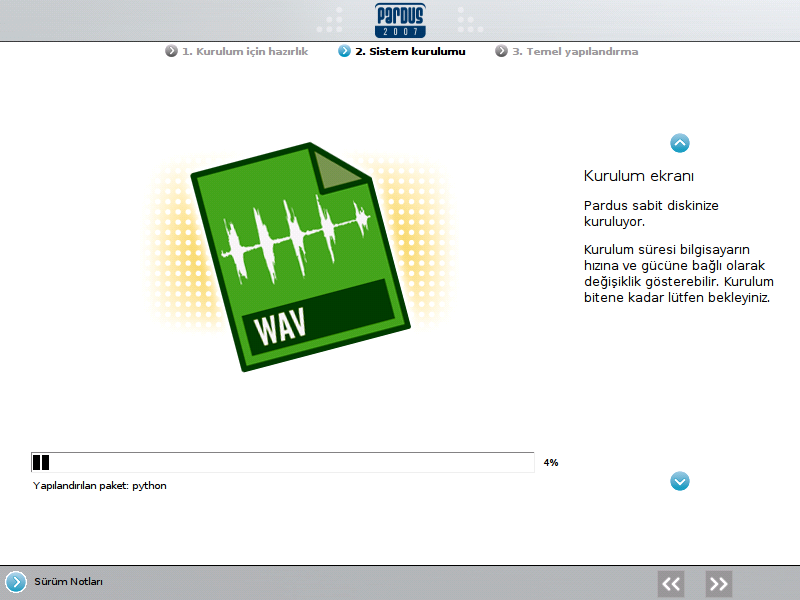 PARDUS
2007
1. Kurulum için hazırlık
2. Sistem kurulumu
3. Temel yapılandırma
WAV
Kurulum ekranı
Pardus sabit diskinize
kuruluyor.
Kurulum süresi bilgisayarın
hızına ve gücüne bağlı olarak
değişiklik gösterebilir. Kurulum
bitene kadar lütfen bekleyiniz.
4%
Yapılandırılan paket: python
Sürüm Notları